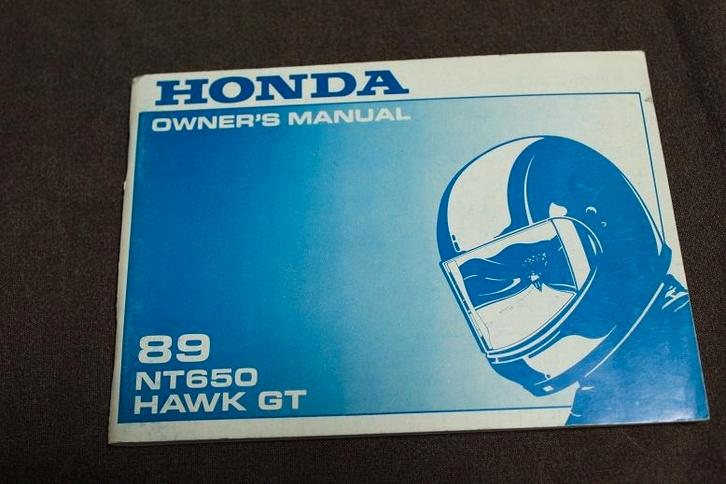 HONDA
OWNER'S MANUAL
89
NT650
HAWK GT